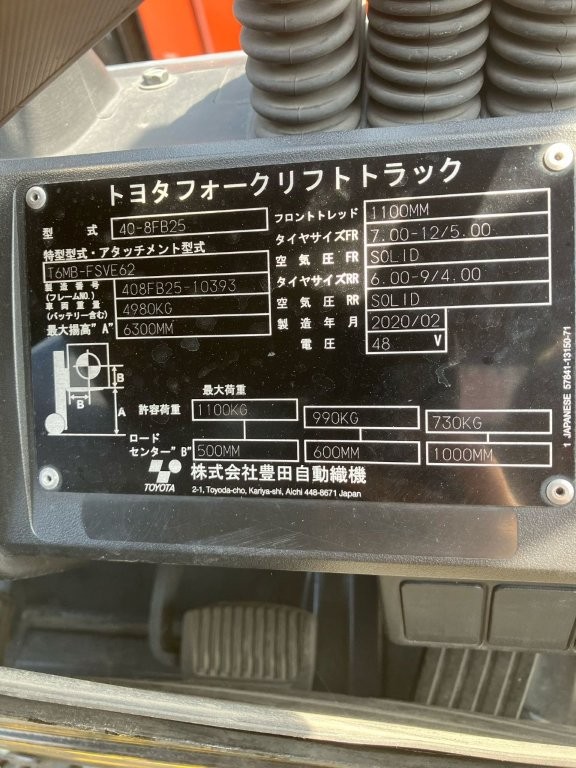 トヨタフォークリフトトラック
型 式 40-8FB25
特型型式・アタッチメント型式
T6MB-FSVE62
製造番号
(フレームNO.) 408FB25-10393
車両重量
(バッテリー含む) 4980KG
最大揚高"A" 6300MM
フロントトレッド 1100MM
タイヤサイズFR 7.00-12/5.00
空気圧 FR SOLID
タイヤサイズRR 6.00-9/4.00
空気圧 RR SOLID
製造年月 2020/02
電圧 48 V
B
B
A
最大荷重
許容荷重 1100KG 990KG 730KG
ロード
センター"B" 500MM 600MM 1000MM
TOYOTA
株式会社豊田自動織機
2-1, Toyoda-cho, Kariya-shi, Aichi 448-8671 Japan
1 JAPANESE 57841-13150-71